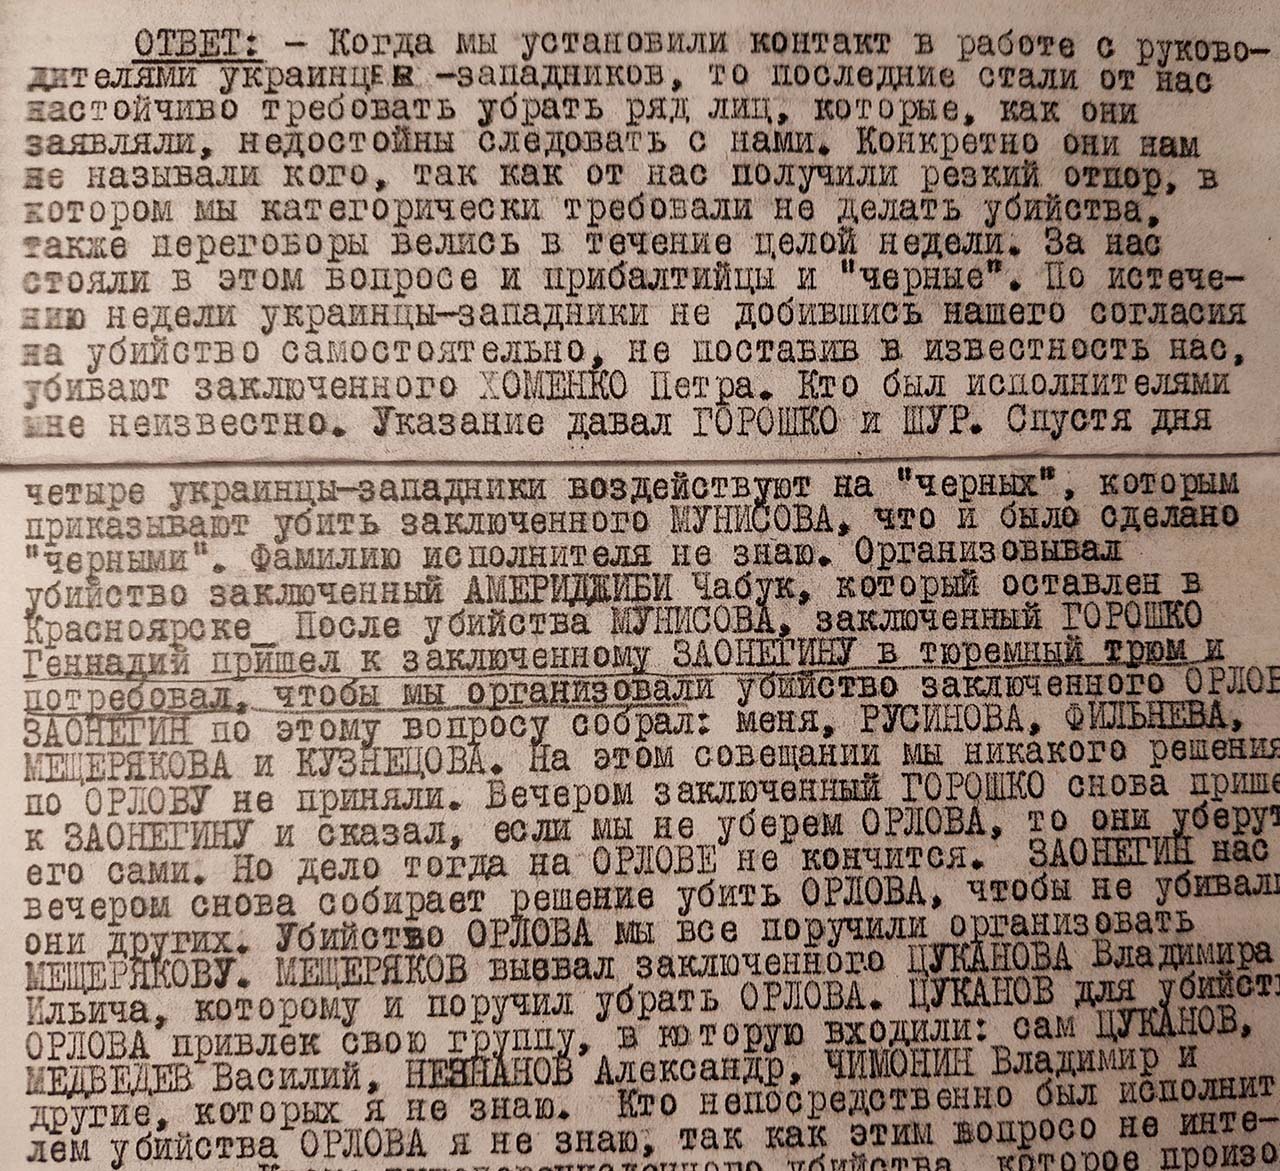 ОТВЕТ: - Когда мы установили контакт в работе с руково-
дителями украинцев -западников, то последние стали от нас
настойчиво требовать убрать ряд лиц, которые, как они
заявляли, недостойны следовать с нами. Конкретно они нам
не называли кого, так как от нас получили резкий отпор, в
котором мы категорически требовали не делать убийства,
также переговоры велись в течение целой недели. За нас
стояли в этом вопросе и прибалтийцы и "черные". По истече-
нию недели украинцы-западники не добившись нашего согласия
на убийство самостоятельно, не поставив в известность нас,
убивают заключенного ХОМЕНКО Петра. Кто был исполнителями
мне неизвестно. Указание давал ГОРОШКО и ШУР. Спустя дня
четыре украинцы-западники воздействуют на "черных", которым
приказывают убить заключенного МУНИСОВА, что и было сделано
"черными". Фамилию исполнителя не знаю. Организовывал
убийство заключенный АМЕРИДЖИБИ Чабук, который оставлен в
Красноярске_ После убийства МУНИСОВА, заключенный ГОРОШКО
Геннадий пришел к заключенному ЗАОНЕГИНУ в тюремный трюм и
потребовал, чтобы мы организовали убийство заключенного ОРЛОВ
ЗАОНЕГИН по этому вопросу собрал: меня, РУСИНОВА, ФИЛЬНЕВА,
МЕЩЕРЯКОВА и КУЗНЕЦОВА. На этом совещании мы никакого решения
по ОРЛОВУ не приняли. Вечером заключенный ГОРОШКО снова прише
к ЗАОНЕГИНУ и сказал, если мы не уберем ОРЛОВА, то они уберут
его сами. Но дело тогда на ОРЛОВЕ не кончится. ЗАОНЕГИН нас
вечером снова собирает решение убить ОРЛОВА, чтобы не убивали
они других. Убийство ОРЛОВА мы все поручили организовать
МЕЩЕРЯКОВУ. МЕЩЕРЯКОВ вызвал заключенного ЦУКАНОВА Владимира
Ильича, которому и поручил убрать ОРЛОВА. ЦУКАНОВ для убийст
ОРЛОВА привлек свою группу, в которую входили: сам ЦУКАНОВ,
МЕДВЕДЕВ Василий, НЕЗНАНОВ Александр, ЧИМОНИН Владимир и
другие, которых я не знаю. Кто непосредственно был исполнит
лем убийства ОРЛОВА я не знаю, так как этим вопросо не инте-
Кроме убийства, которое произо